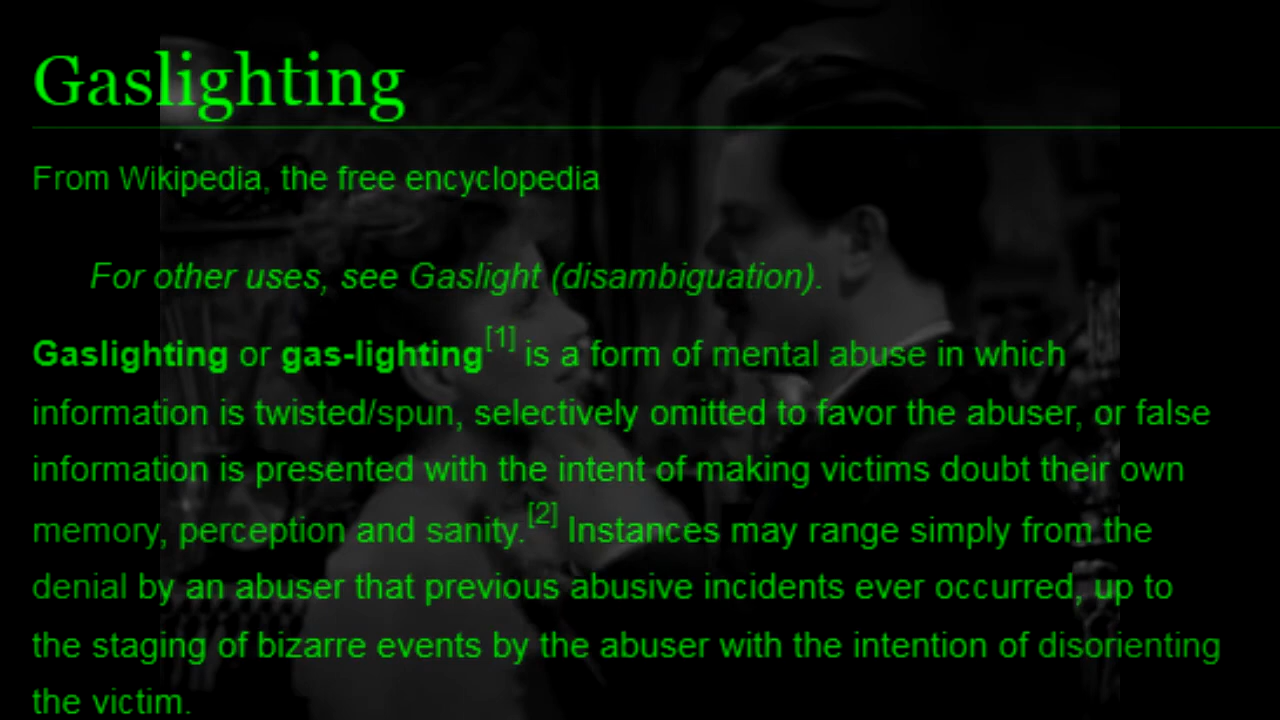 Gaslighting
From Wikipedia, the free encyclopedia
For other uses, see Gaslight (disambiguation).
Gaslighting or gas-lighting[1] is a form of mental abuse in which
information is twisted/spun, selectively omitted to favor the abuser, or false
information is presented with the intent of making victims doubt their own
memory, perception and sanity.[2] Instances may range simply from the
denial by an abuser that previous abusive incidents ever occurred, up to
the staging of bizarre events by the abuser with the intention of disorienting
the victim.